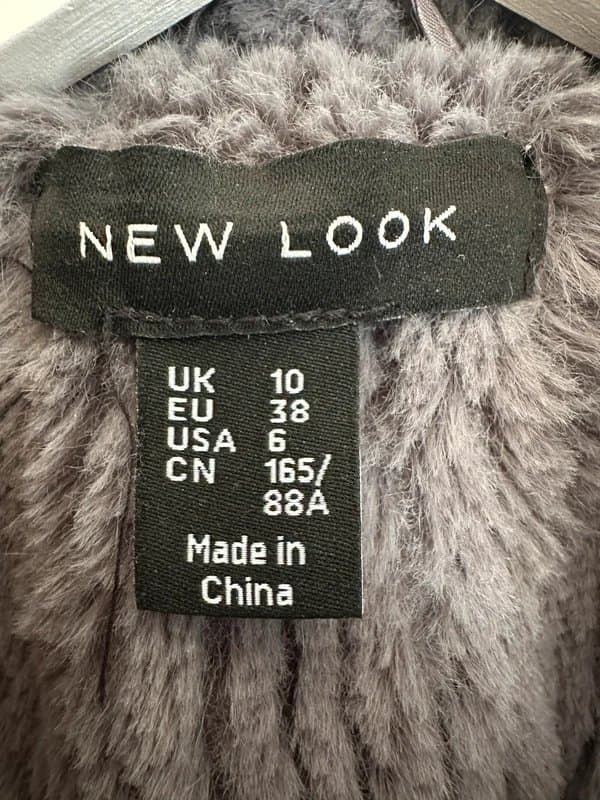 NEW LOOK
UK 10
EU 38
USA 6
CN 165/
88A
Made in
China